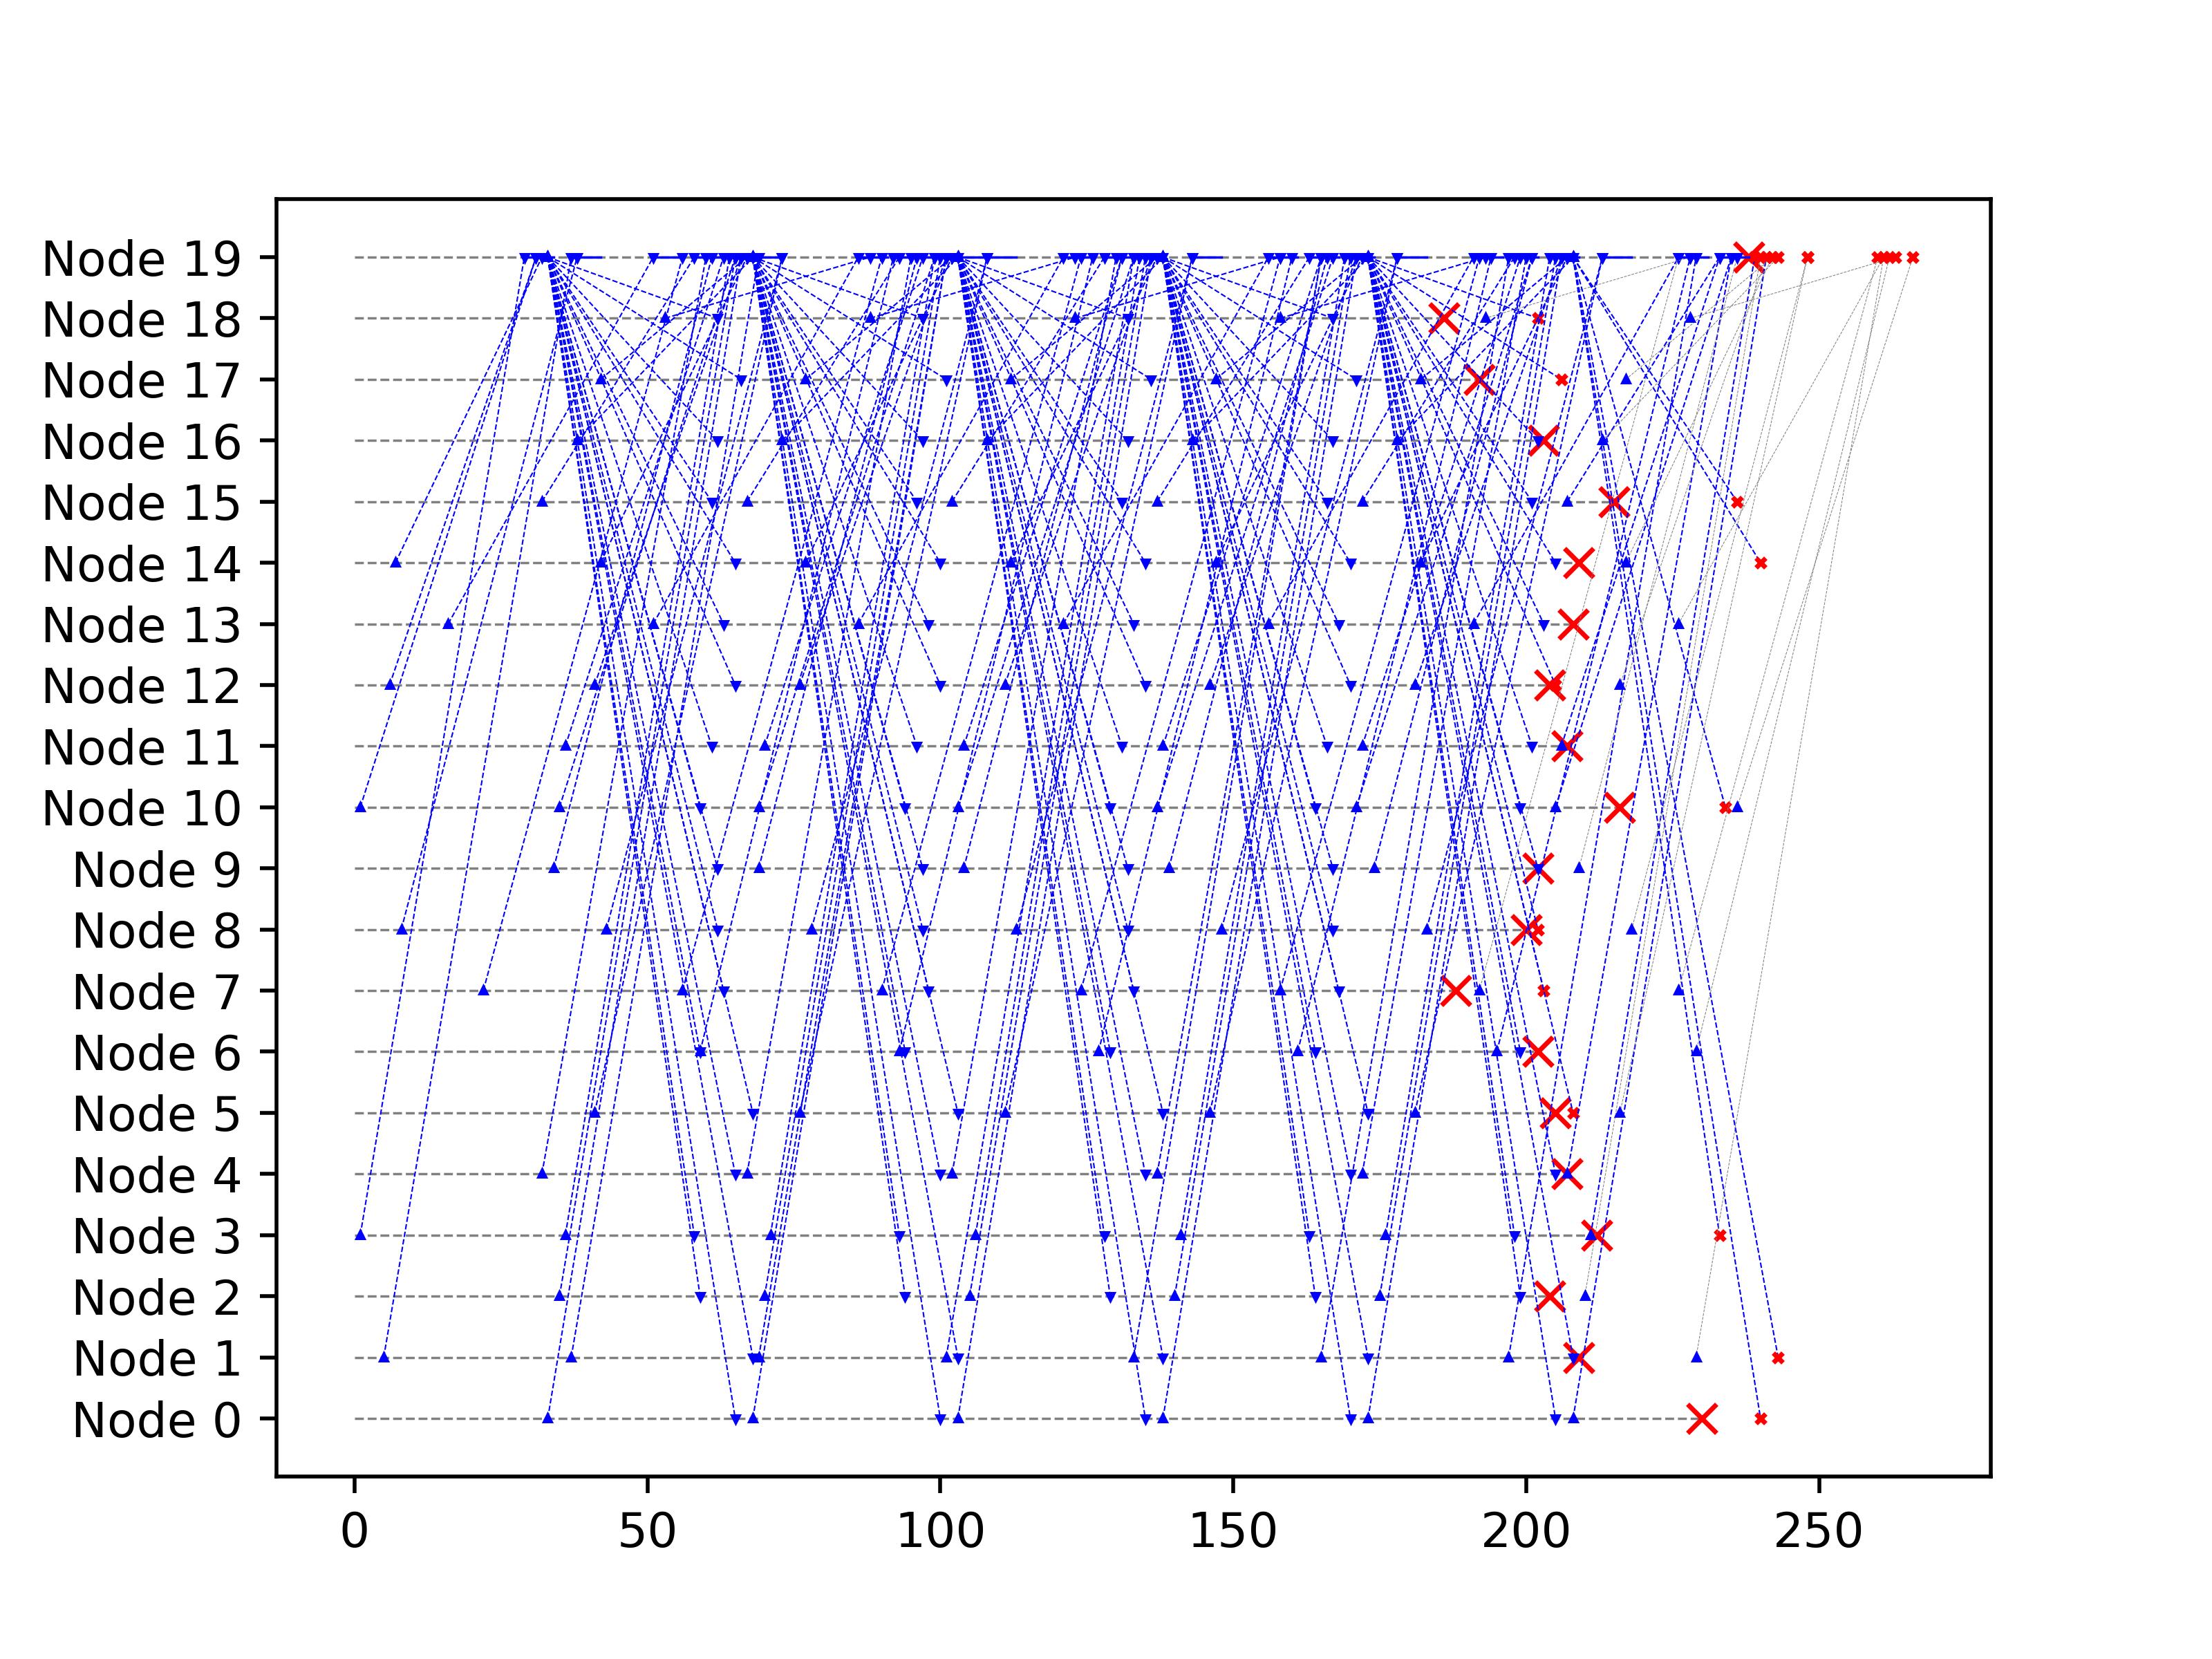 Node 19
Node 18
Node 17
Node 16
Node 15
Node 14
Node 13
Node 12
Node 11
Node 10
Node 9
Node 8
Node 7
Node 6
Node 5
Node 4
Node 3
Node 2
Node 1
Node 0
0 50 100 150 200 250